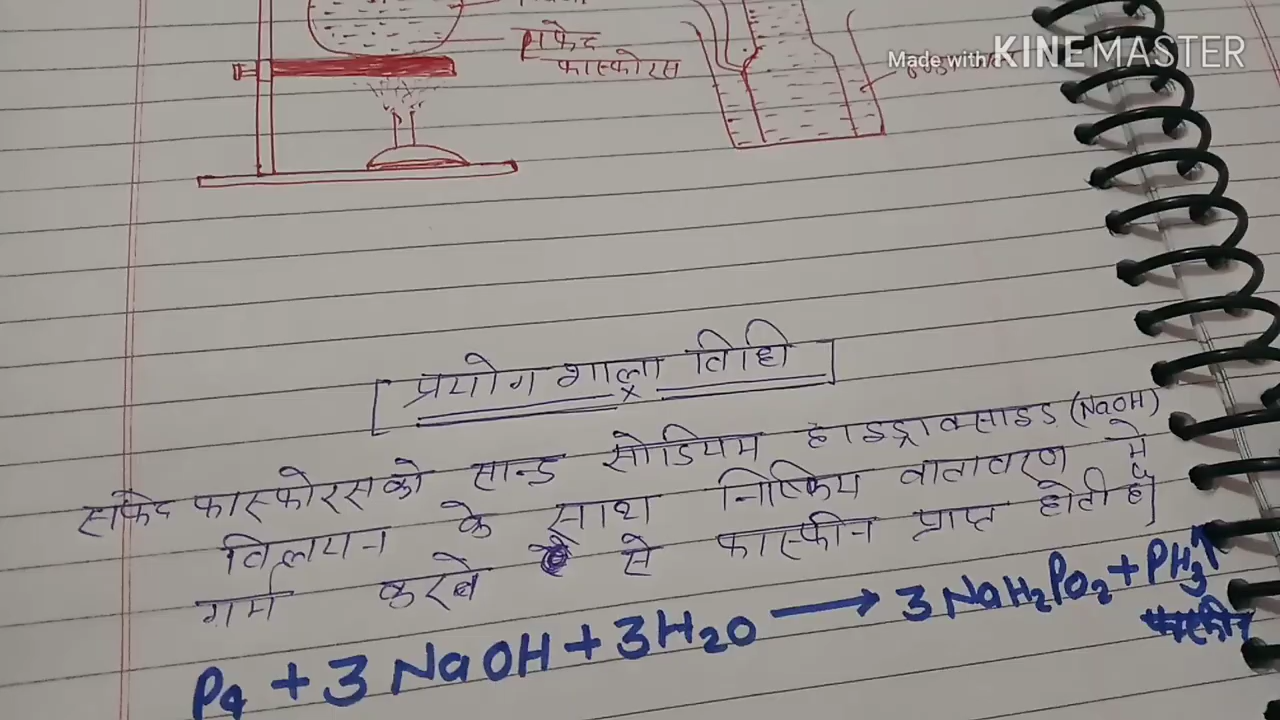 सफेद
फास्फोरस
Made with KINEMASTER
प्रयोगशाला विधि
सफेद फास्फोरस को सान्द्र सोडियम हाइड्राक्साइड (NaOH)
विलयन के साथ निष्क्रिय वातावरण में
गर्म करने से फास्फीन प्राप्त होती है।
P4 + 3 NaOH + 3H2O → 3 NaH2PO2 + PH3↑
फास्फीन